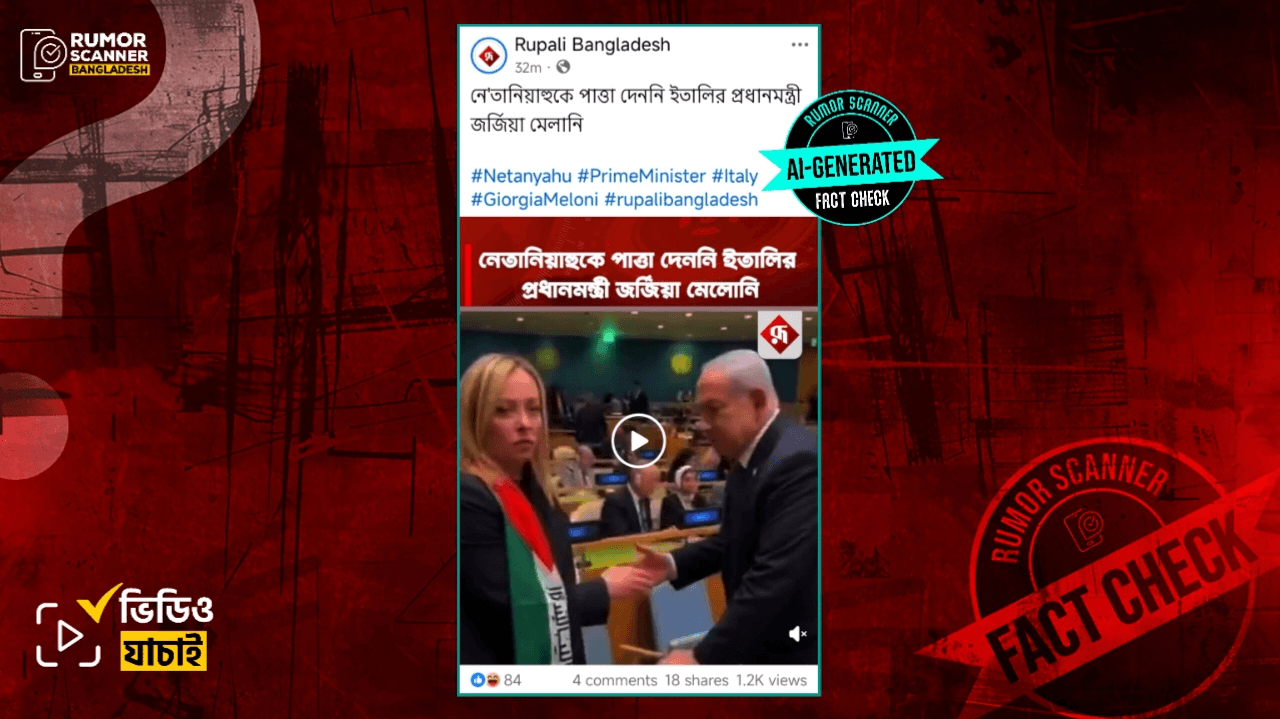 RUMOR
SCANNER
BANGLADESH
Rupali Bangladesh
32m
নে'তানিয়াহুকে পাত্তা দেননি ইতালির প্রধানমন্ত্রী
জর্জিয়া মেলানি
#Netanyahu #PrimeMinister #Italy
#GiorgiaMeloni #rupalibangladesh
RUMOR SCANNER
AI-GENERATED
FACT CHECK
নেতানিয়াহুকে পাত্তা দেননি ইতালির
প্রধানমন্ত্রী জর্জিয়া মেলোনি
রূ
84
4 comments 18 shares 1.2K views
ভিডিও
যাচাই
RUMOR SCANNER
FACT CHECK